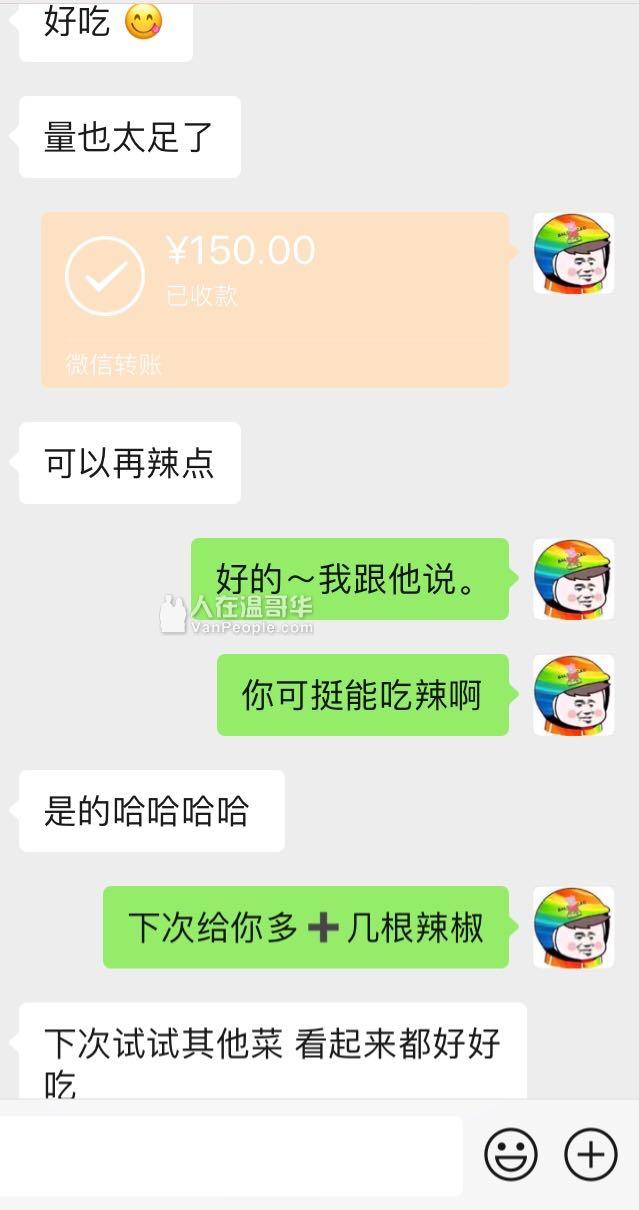 好吃 😋
量也太足了
¥150.00
已收款
微信转账
可以再辣点
好的～我跟他说。
人在温哥华
VanPeople.com
你可挺能吃辣啊
是的哈哈哈哈
下次给你多➕几根辣椒
下次试试其他菜 看起来都好好
吃